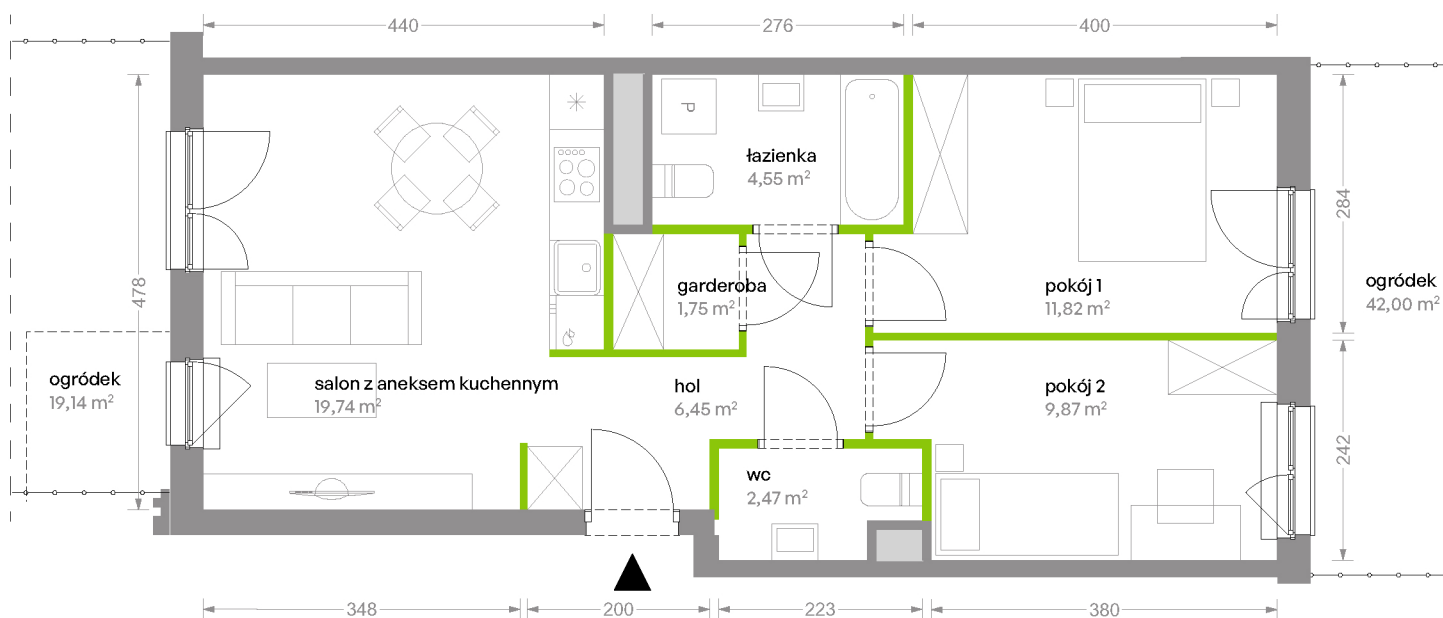 440
276
400
P
łazienka
4,55 m²
284
478
garderoba
1,75 m²
pokój 1
11,82 m²
ogródek
42,00 m²
ogródek
19,14 m²
salon z aneksem kuchennym
19,74 m²
hol
6,45 m²
pokój 2
9,87 m²
242
wc
2,47 m²
348
200
223
380